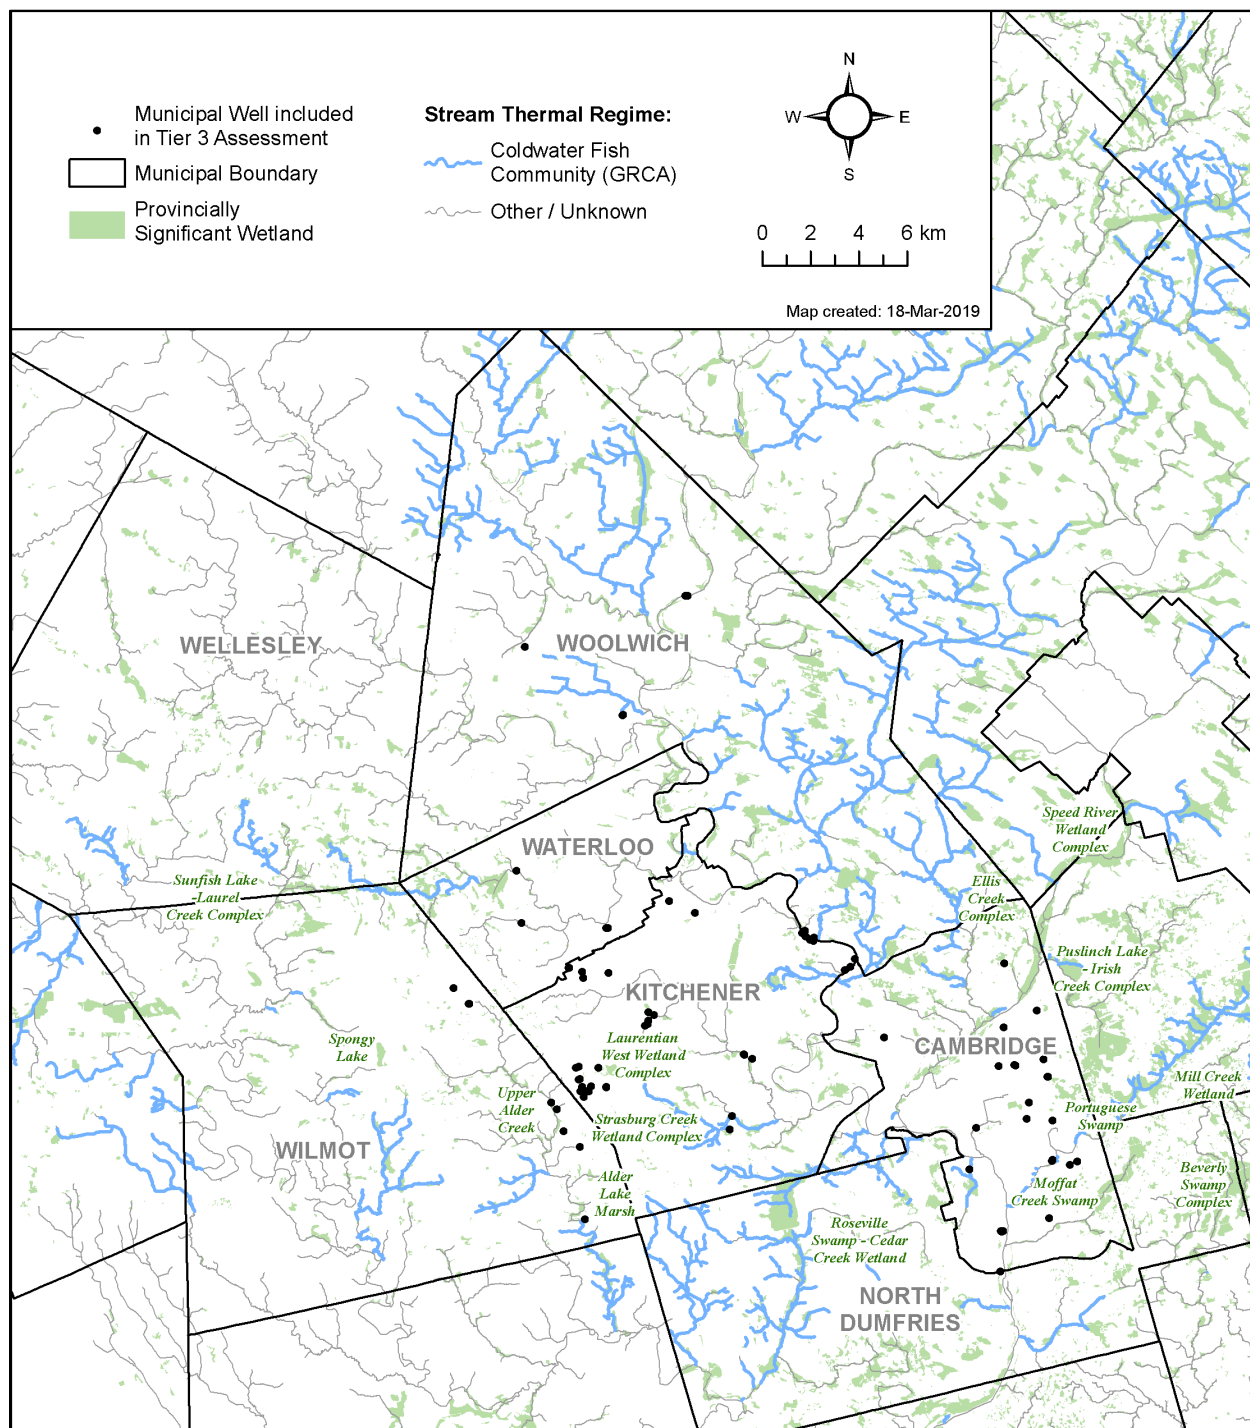 Municipal Well included
in Tier 3 Assessment
Municipal Boundary
Provincially
Significant Wetland
Stream Thermal Regime:
Coldwater Fish
Community (GRCA)
Other / Unknown
N
W
E
S
0 2 4 6 km
Map created: 18-Mar-2019
WELLESLEY
WOOLWICH
WATERLOO
Speed River
Wetland
Complex
Sunfish Lake
-Laurel
Creek Complex
Ellis
Creek
Complex
Puslinch Lake
- Irish
Creek Complex
KITCHENER
Spongy
Lake
Laurentian
West Wetland
Complex
CAMBRIDGE
Mill Creek
Wetland
Upper
Alder
Creek
Strasburg Creek
Wetland Complex
Portuguese
Swamp
WILMOT
Alder
Lake
Marsh
Moffat
Creek Swamp
Beverly
Swamp
Complex
Roseville
Swamp - Cedar
Creek Wetland
NORTH
DUMFRIES